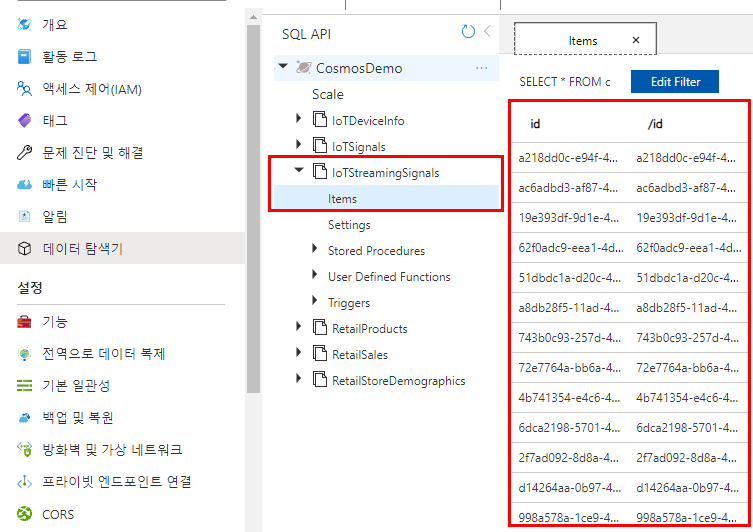 개요
활동 로그
액세스 제어(IAM)
태그
문제 진단 및 해결
빠른 시작
알림
데이터 탐색기
설정
기능
전역으로 데이터 복제
기본 일관성
백업 및 복원
방화벽 및 가상 네트워크
프라이빗 엔드포인트 연결
CORS
SQL API
CosmosDemo ...
Scale
IoTDeviceInfo
IoTSignals
IoTStreamingSignals
Items
Settings
Stored Procedures
User Defined Functions
Triggers
RetailProducts
RetailSales
RetailStoreDemographics
Items
SELECT * FROM c Edit Filter
id /id
a218dd0c-e94f-4... a218dd0c-e94f-4...
ac6adbd3-af87-4... ac6adbd3-af87-4...
19e393df-9d1e-4... 19e393df-9d1e-4...
62f0adc9-eea1-4d... 62f0adc9-eea1-4d...
51dbdc1a-d20c-4... 51dbdc1a-d20c-4...
a8db28f5-11ad-4... a8db28f5-11ad-4...
743b0c93-257d-4... 743b0c93-257d-4...
72e7764a-bb6a-4... 72e7764a-bb6a-4...
4b741354-e4c6-4... 4b741354-e4c6-4...
6dca2198-5701-4... 6dca2198-5701-4...
2f7ad092-8d8a-4... 2f7ad092-8d8a-4...
d14264aa-0b97-4... d14264aa-0b97-4...
998a578a-1ce9-4... 998a578a-1ce9-4...